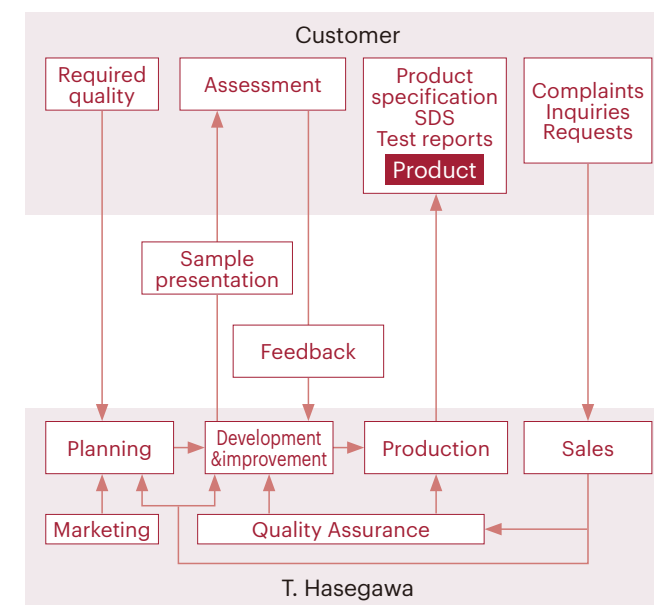 Customer
Required
quality
Assessment
Product
specification
SDS
Test reports
Product
Complaints
Inquiries
Requests
Sample
presentation
Feedback
Planning
Development
&improvement
Production
Sales
Marketing
Quality Assurance
T. Hasegawa